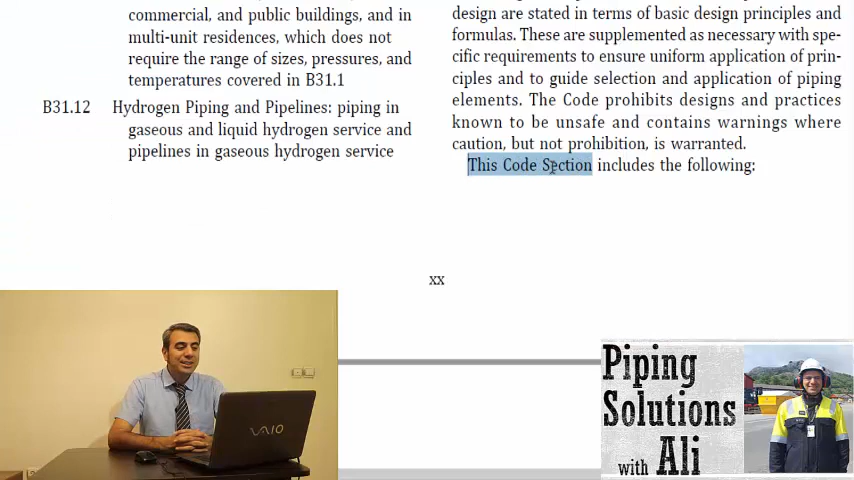 commercial, and public buildings, and in
multi-unit residences, which does not
require the range of sizes, pressures, and
temperatures covered in B31.1
B31.12 Hydrogen Piping and Pipelines: piping in
gaseous and liquid hydrogen service and
pipelines in gaseous hydrogen service
design are stated in terms of basic design principles and
formulas. These are supplemented as necessary with spe-
cific requirements to ensure uniform application of prin-
ciples and to guide selection and application of piping
elements. The Code prohibits designs and practices
known to be unsafe and contains warnings where
caution, but not prohibition, is warranted.
This Code Section includes the following:
xx
VAIO
Piping
Solutions
with Ali